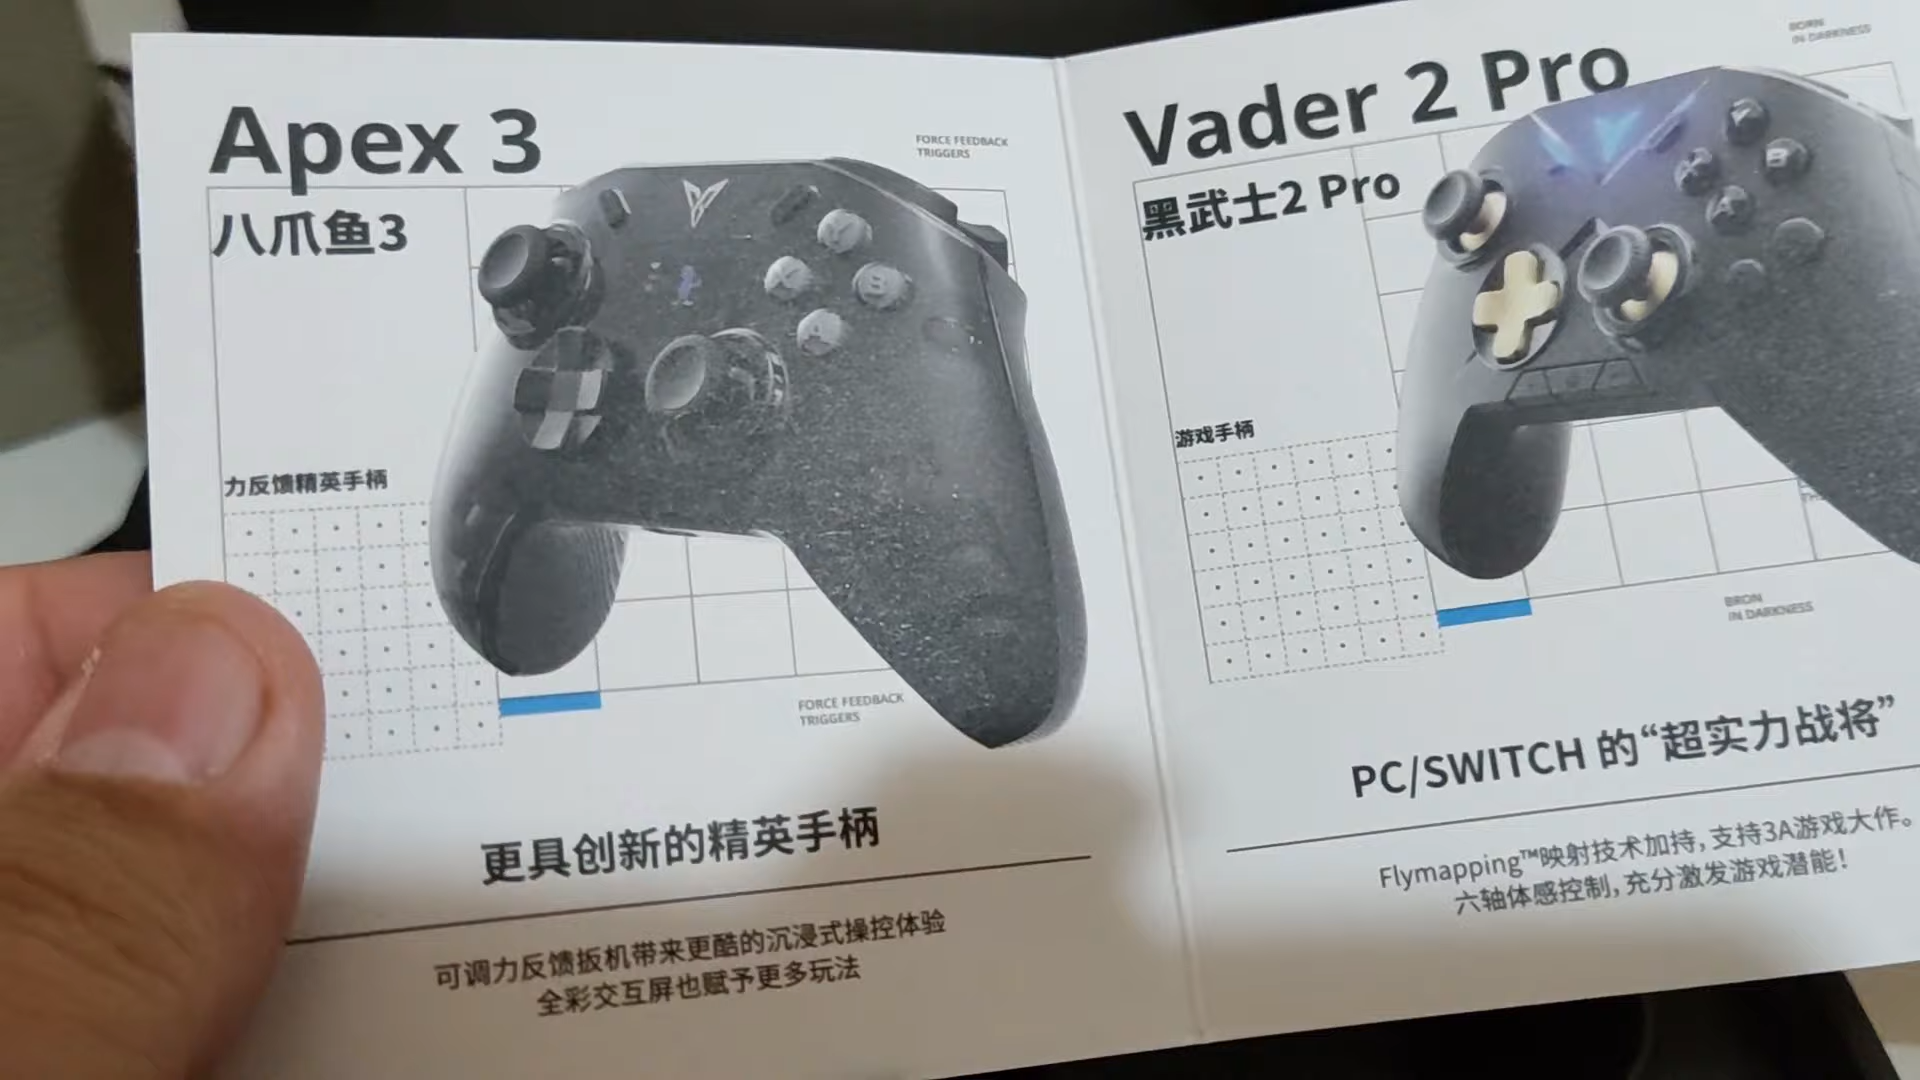 Apex 3
八爪鱼3
FORCE FEEDBACK
TRIGGERS
力反馈精英手柄
FORCE FEEDBACK
TRIGGERS
更具创新的精英手柄
可调力反馈扳机带来更酷的沉浸式操控体验
全彩交互屏也赋予更多玩法
BORN
IN DARKNESS
Vader 2 Pro
黑武士2 Pro
游戏手柄
BRON
IN DARKNESS
PC/SWITCH 的“超实力战将”
Flymapping™映射技术加持,支持3A游戏大作。
六轴体感控制,充分激发游戏潜能!